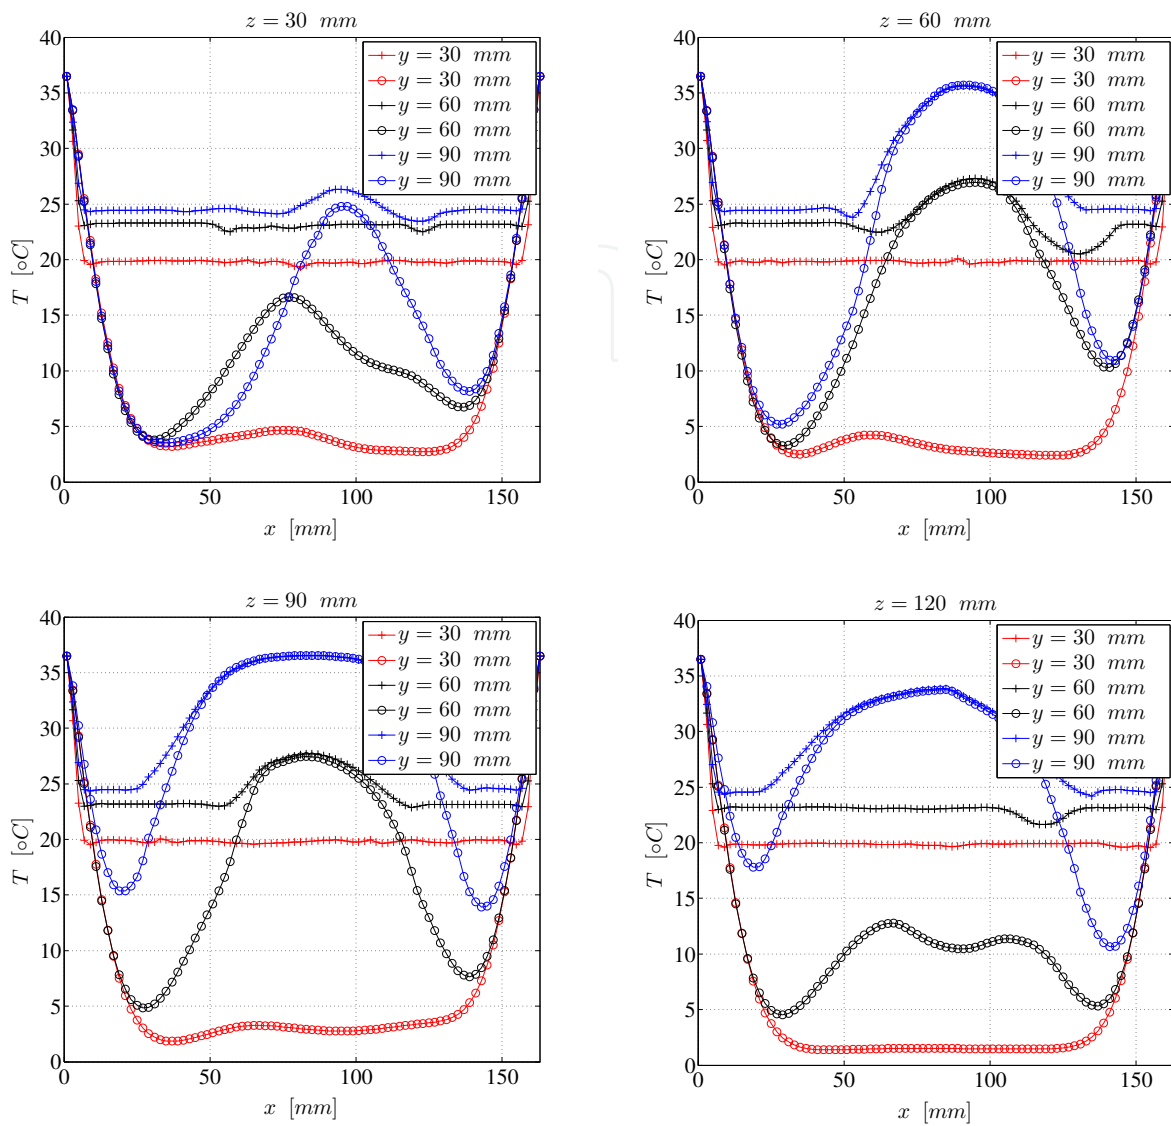 z = 30 mm
40
35
30
25
20
15
10
5
0
T [∘C]
y = 30 mm
y = 30 mm
y = 60 mm
y = 60 mm
y = 90 mm
y = 90 mm
0 50 100 150
x [mm]
z = 60 mm
40
35
30
25
20
15
10
5
0
T [∘C]
y = 30 mm
y = 30 mm
y = 60 mm
y = 60 mm
y = 90 mm
y = 90 mm
0 50 100 150
x [mm]
z = 90 mm
40
35
30
25
20
15
10
5
0
T [∘C]
y = 30 mm
y = 30 mm
y = 60 mm
y = 60 mm
y = 90 mm
y = 90 mm
0 50 100 150
x [mm]
z = 120 mm
40
35
30
25
20
15
10
5
0
T [∘C]
y = 30 mm
y = 30 mm
y = 60 mm
y = 60 mm
y = 90 mm
y = 90 mm
0 50 100 150
x [mm]